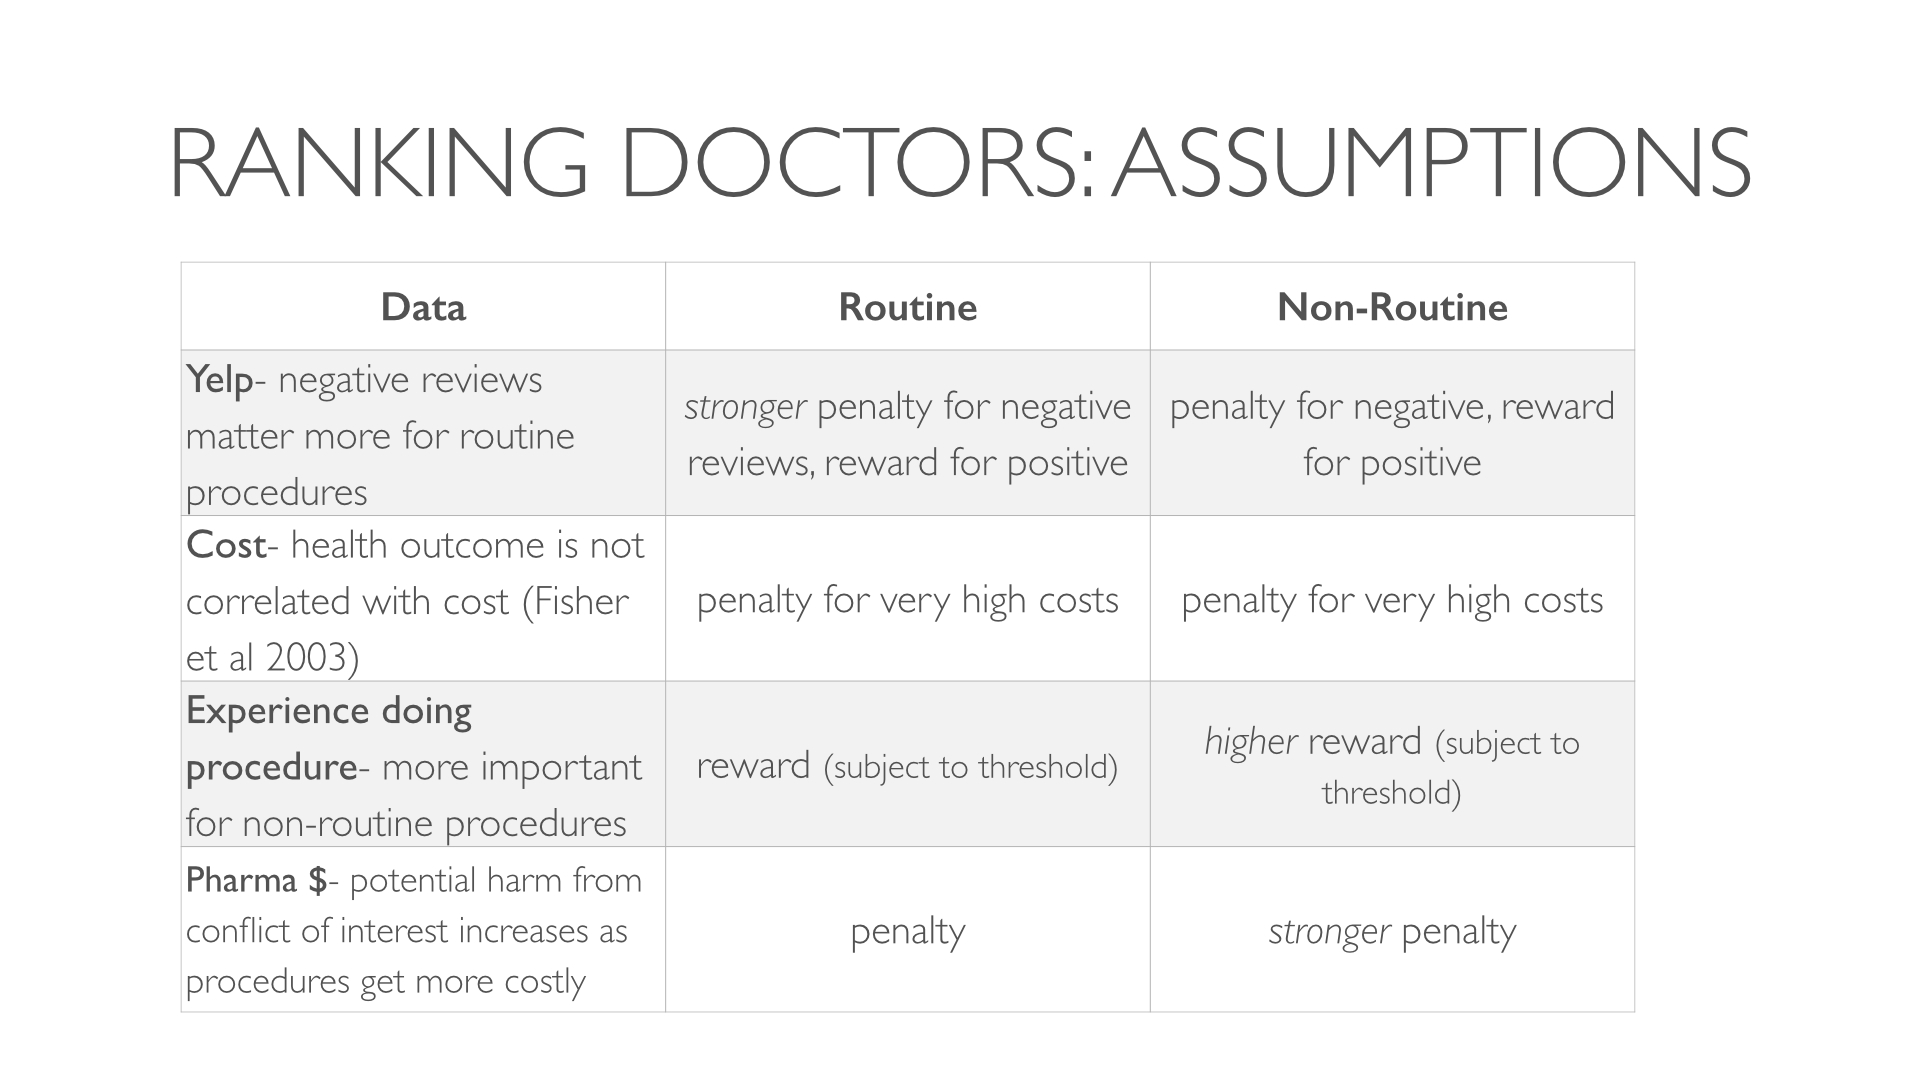 RANKING DOCTORS: ASSUMPTIONS
Data
Routine
Non-Routine
Yelp- negative reviews
matter more for routine
procedures
stronger penalty for negative
reviews, reward for positive
penalty for negative, reward
for positive
Cost- health outcome is not
correlated with cost (Fisher
et al 2003)
penalty for very high costs
penalty for very high costs
Experience doing
procedure- more important
for non-routine procedures
reward (subject to threshold)
higher reward (subject to
threshold)
Pharma $- potential harm from
conflict of interest increases as
procedures get more costly
penalty
stronger penalty